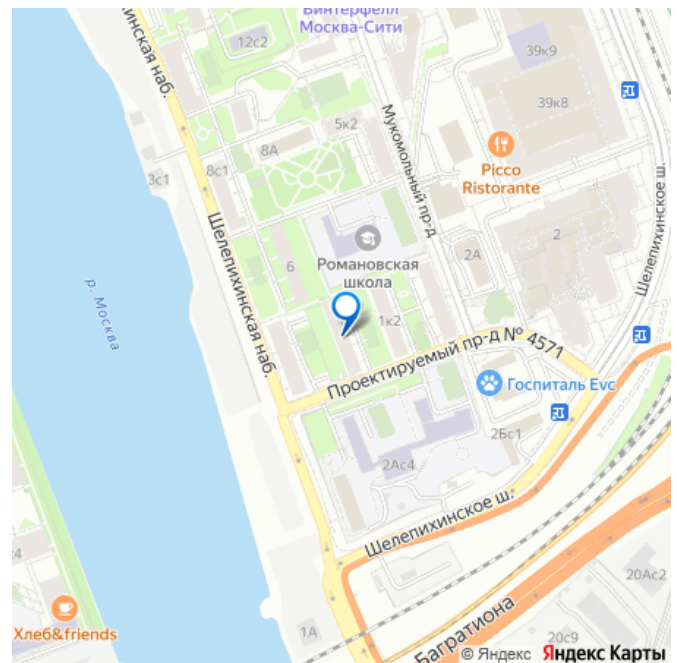 Винтерфелл
Москва-Сити
12с2
39к9
39к8
Шелепихинская наб.
5к2
8А
8с1
3с1
Мукомольный пр-д
Picco
Ristorante
2А
2
Шелепихинское ш.
Романовская
школа
6
Шелепихинская наб.
р. Москва
1к2
Проектируемый пр-д № 4571
Госпиталь Evc
2Бс1
2Ас4
Шелепихинское ш.
20Ас2
Хлеб&friends
1А
Багратиона
20с9
© Яндекс Яндекс Карты